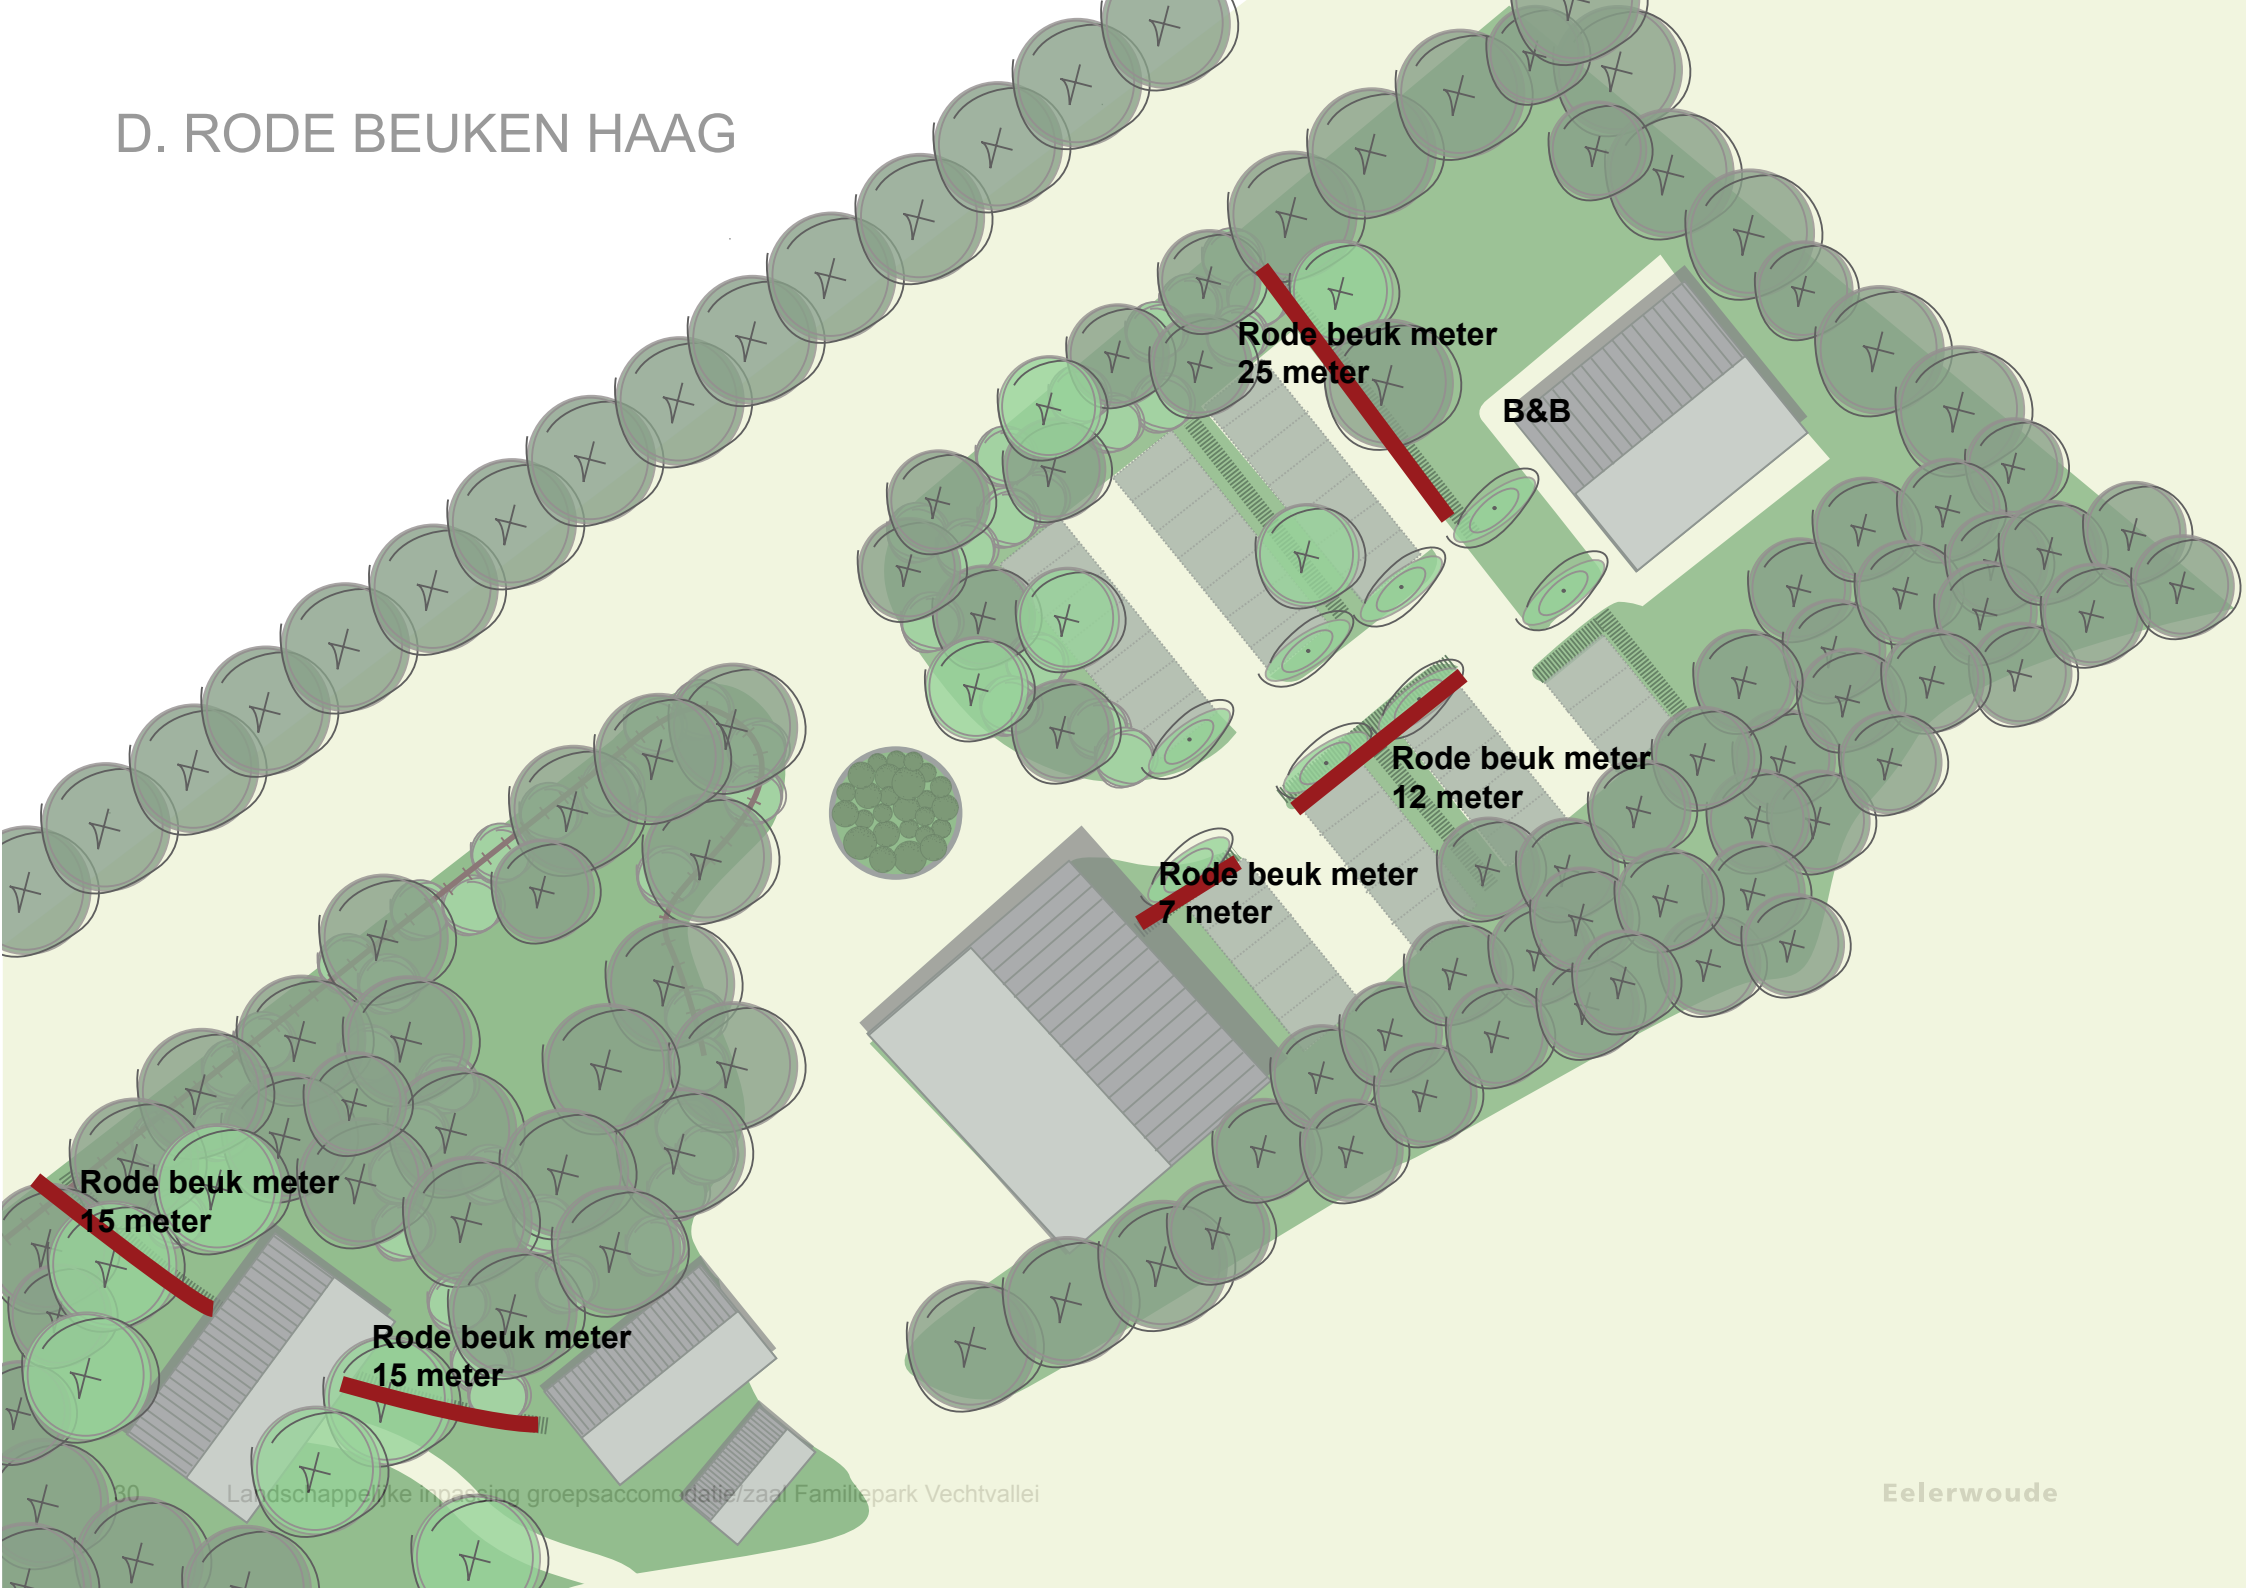 D. RODE BEUKEN HAAG
Rode beuk meter
25 meter
B&B
Rode beuk meter
12 meter
Rode beuk meter
7 meter
Rode beuk meter
15 meter
Rode beuk meter
15 meter
30
Landschappelijke inpassing groepsaccomodatie/zaal Familiepark Vechtvallei
Eelerwoude